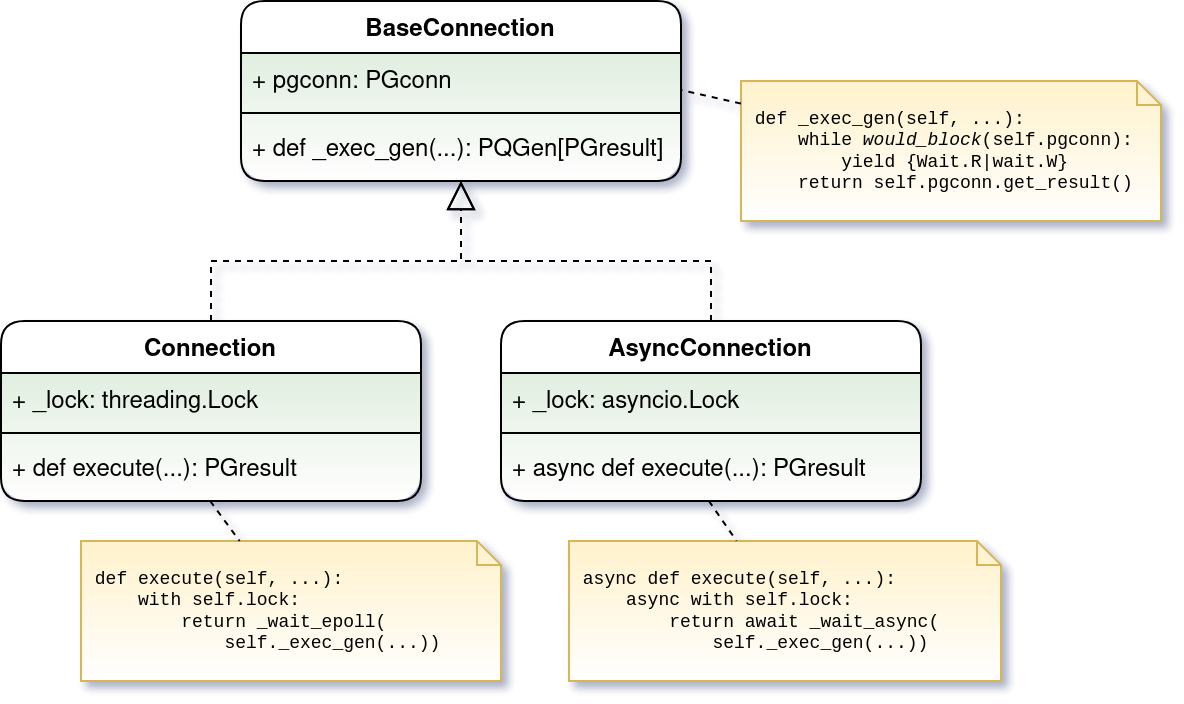 BaseConnection
+ pgconn: PGconn
+ def _exec_gen(...): PQGen[PGresult]
def _exec_gen(self, ...):
    while would_block(self.pgconn):
        yield {Wait.R|wait.W}
    return self.pgconn.get_result()
Connection
+ _lock: threading.Lock
+ def execute(...): PGresult
AsyncConnection
+ _lock: asyncio.Lock
+ async def execute(...): PGresult
def execute(self, ...):
    with self.lock:
        return _wait_epoll(
            self._exec_gen(...))
async def execute(self, ...):
    async with self.lock:
        return await _wait_async(
            self._exec_gen(...))